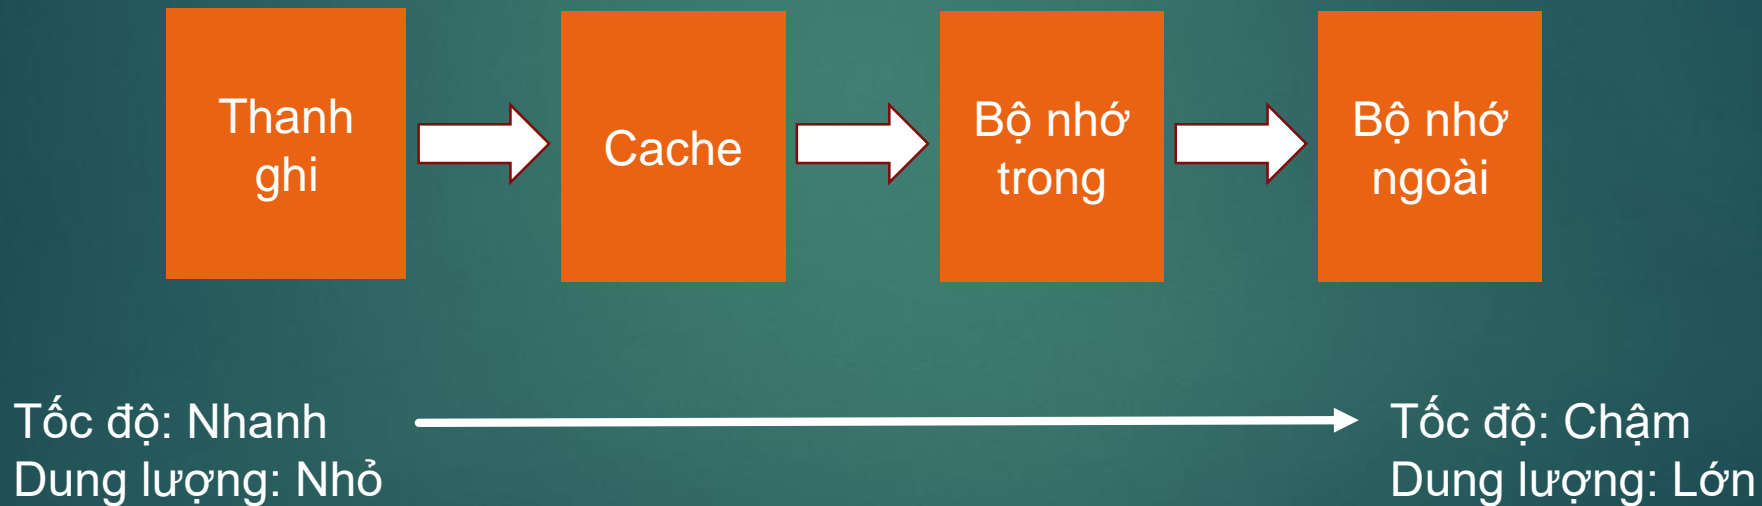 Thanh
ghi
Cache
Bộ nhớ
trong
Bộ nhớ
ngoài
Tốc độ: Nhanh
Dung lượng: Nhỏ
Tốc độ: Chậm
Dung lượng: Lớn